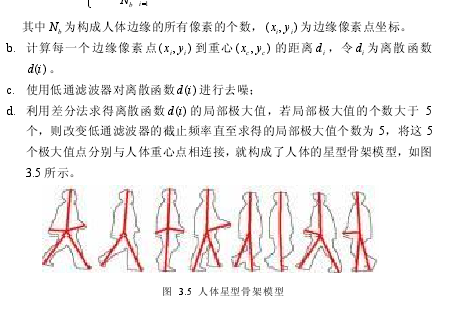 其中 N_b 为构成人体边缘的所有像素的个数，(x_i,y_i) 为边缘像素点坐标。
b. 计算每一个边缘像素点(x_i,y_i) 到重心(x_c,y_c) 的距离 d_i，令 d_i 为离散函数
d(i)。
c. 使用低通滤波器对离散函数 d(i) 进行去噪；
d. 利用差分法求得离散函数 d(i) 的局部极大值，若局部极大值的个数大于 5
个，则改变低通滤波器的截止频率直至求得的局部极大值个数为 5，将这 5
个极大值点分别与人体重心点相连接，就构成了人体的星型骨架模型，如图
3.5 所示。
图 3.5 人体星型骨架模型